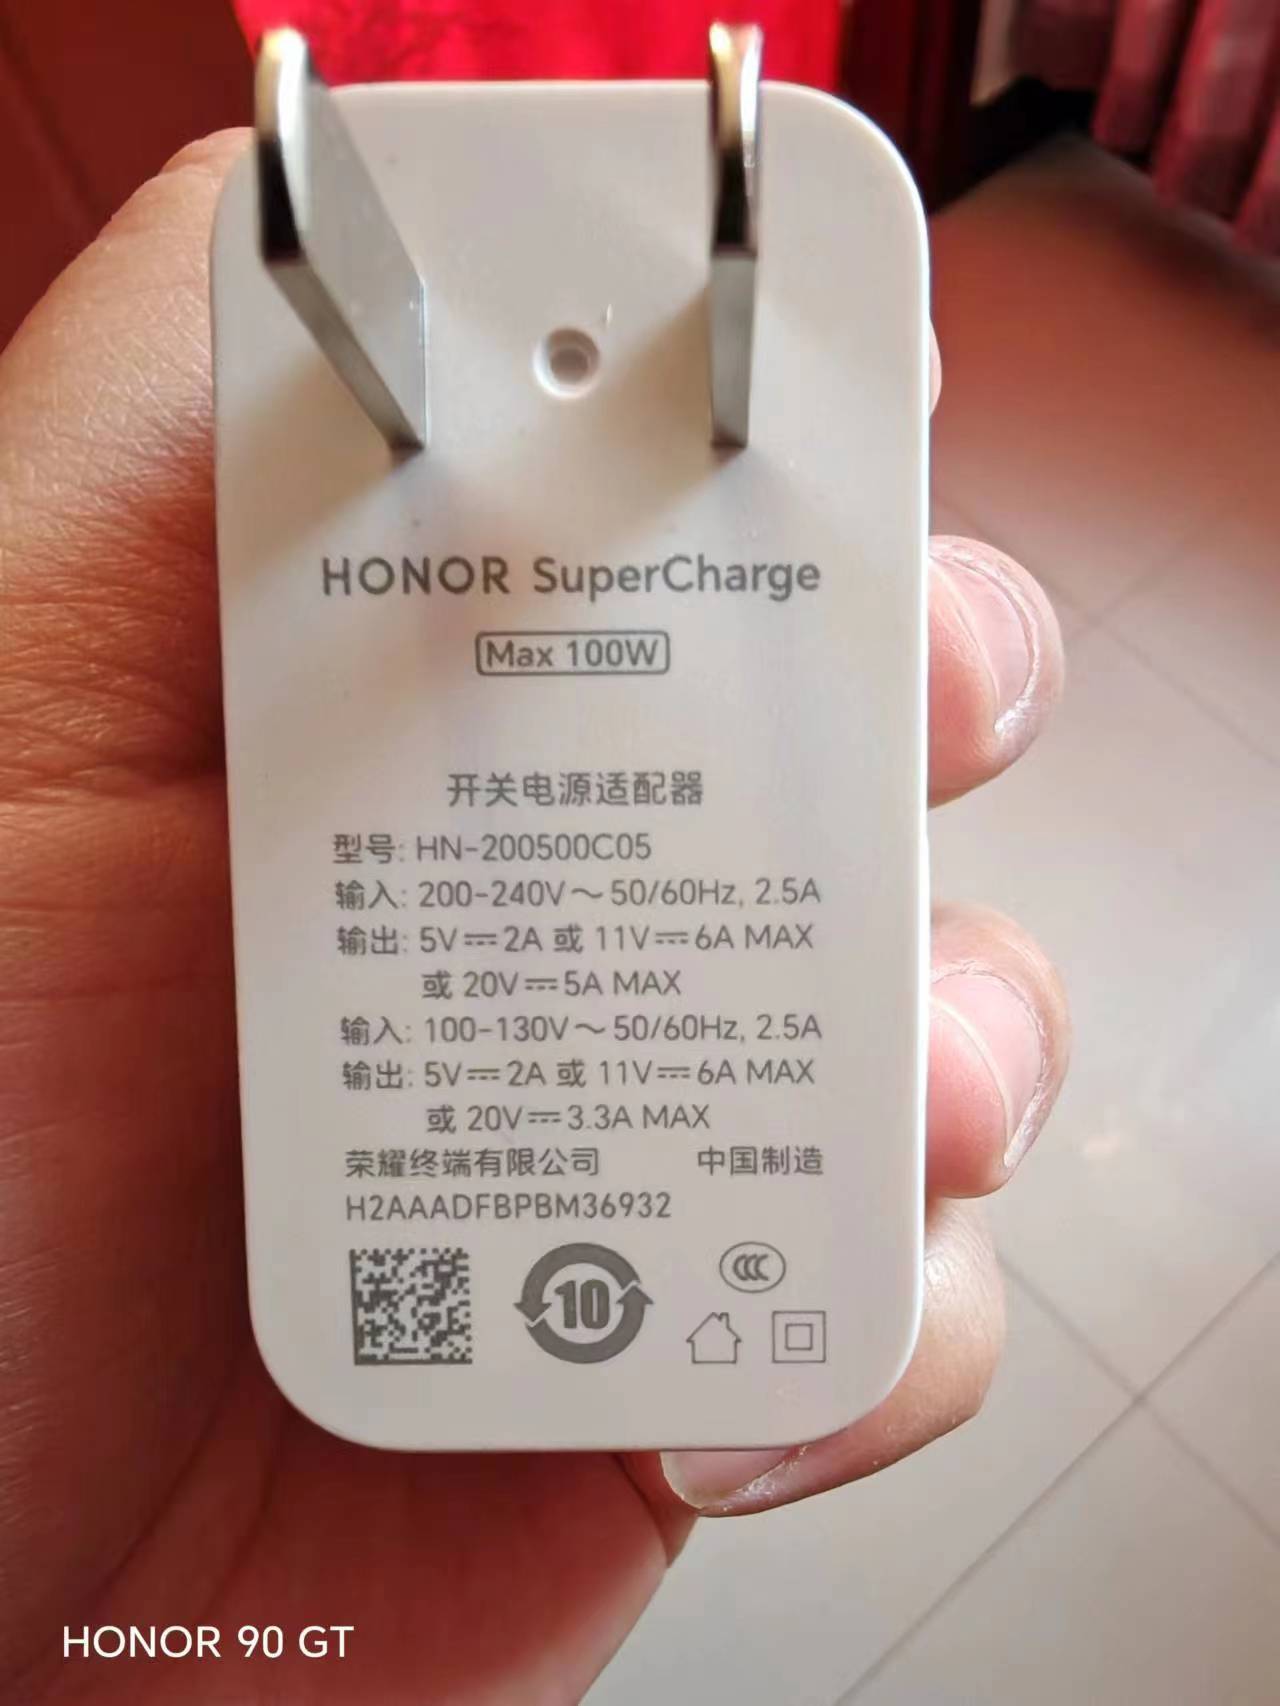 HONOR SuperCharge
Max 100W
开关电源适配器
型号: HN-200500C05
输入: 200-240V～50/60Hz, 2.5A
输出: 5V⎓2A 或 11V⎓6A MAX
或 20V⎓5A MAX
输入: 100-130V～50/60Hz, 2.5A
输出: 5V⎓2A 或 11V⎓6A MAX
或 20V⎓3.3A MAX
荣耀终端有限公司 中国制造
H2AAADFBPBM36932
10
CCC
HONOR 90 GT